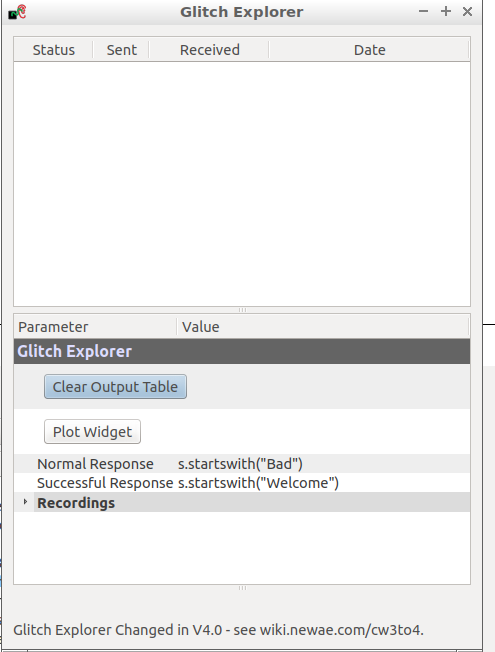 Glitch Explorer
Status Sent Received Date
Parameter Value
Glitch Explorer
Clear Output Table
Plot Widget
Normal Response s.startswith("Bad")
Successful Response s.startswith("Welcome")
Recordings
Glitch Explorer Changed in V4.0 - see wiki.newae.com/cw3to4.